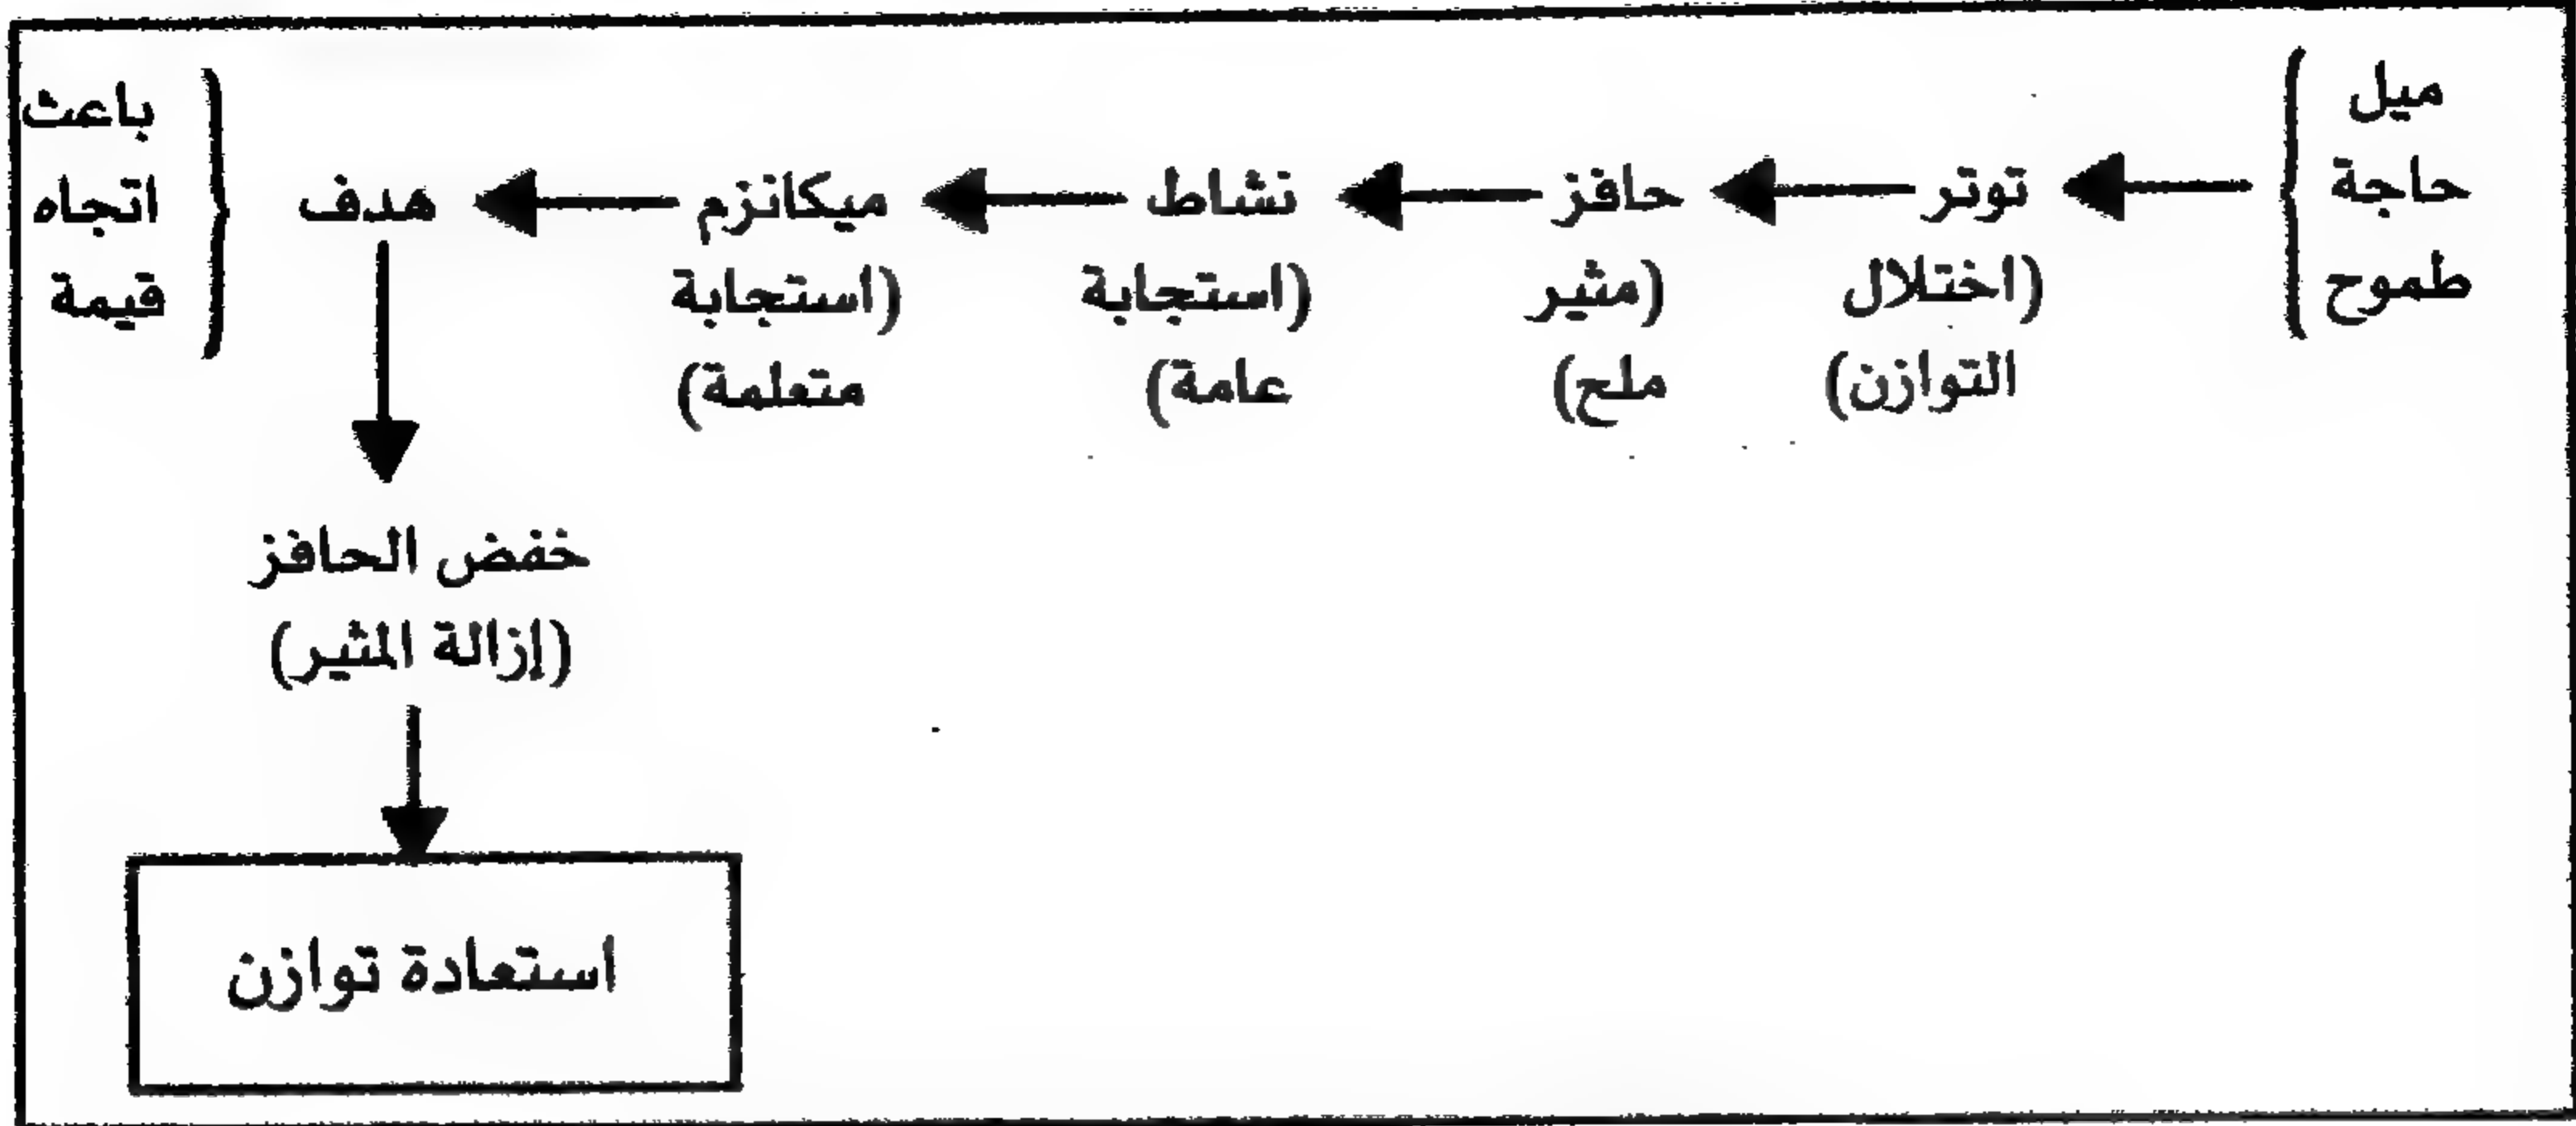 ميل
حاجة
طموح
توتر
(اختلال
التوازن)
حافز
(مثير
ملح)
نشاط
(استجابة
عامة)
ميكانزم
(استجابة
متعلمة)
هدف
باعث
اتجاه
قيمة
خفض الحافز
(إزالة المثير)
استعادة توازن